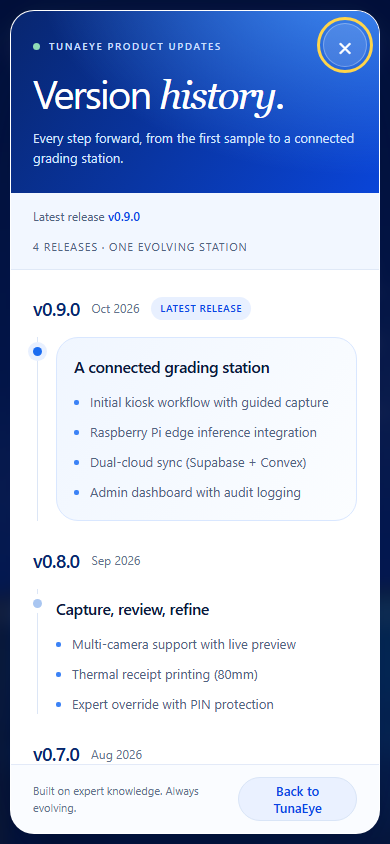 TUNAEYE PRODUCT UPDATES
Version history.
Every step forward, from the first sample to a connected
grading station.
Latest release v0.9.0
4 RELEASES · ONE EVOLVING STATION
v0.9.0 Oct 2026 LATEST RELEASE
A connected grading station
Initial kiosk workflow with guided capture
Raspberry Pi edge inference integration
Dual-cloud sync (Supabase + Convex)
Admin dashboard with audit logging
v0.8.0 Sep 2026
Capture, review, refine
Multi-camera support with live preview
Thermal receipt printing (80mm)
Expert override with PIN protection
v0.7.0 Aug 2026
Built on expert knowledge. Always
evolving.
Back to
TunaEye